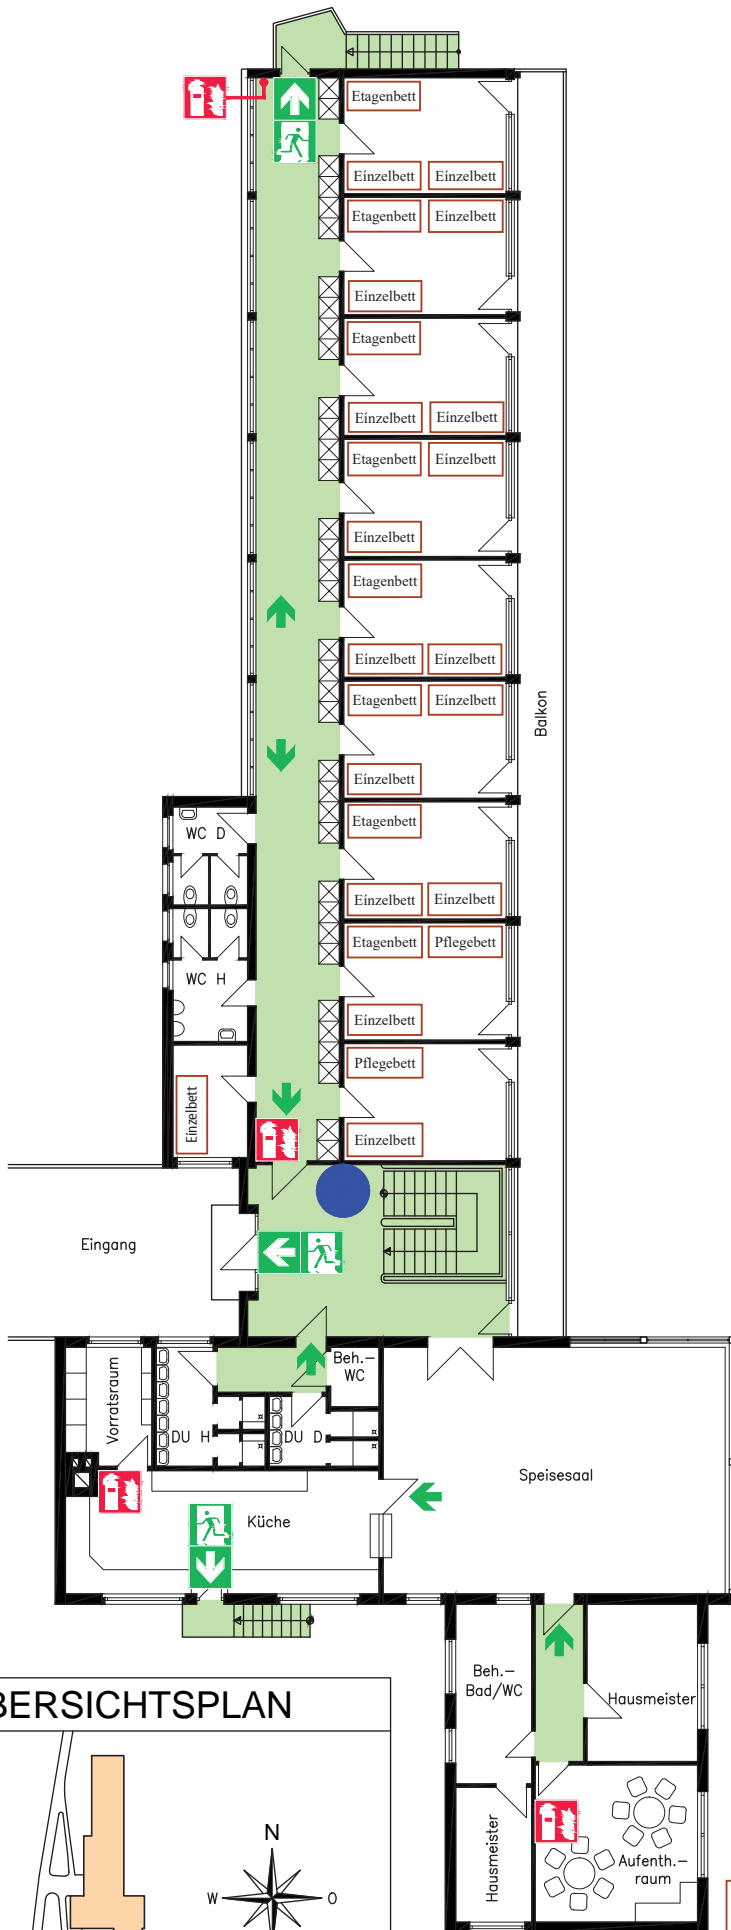 Etagenbett
Einzelbett Einzelbett
Etagenbett Einzelbett
Einzelbett
Etagenbett
Einzelbett Einzelbett
Etagenbett Einzelbett
Einzelbett
Etagenbett
Einzelbett Einzelbett
Etagenbett Einzelbett
Einzelbett
Balkon
Etagenbett
WC D
Einzelbett Einzelbett
Etagenbett Pflegebett
WC H
Einzelbett
Pflegebett
Einzelbett
Einzelbett
Eingang
Beh.-
WC
Vorratsraum
DU H
DU D
Speisesaal
Küche
Beh.-
Bad/WC
Hausmeister
BERSICHTSPLAN
Hausmeister
Aufenth.-
raum
N
W O